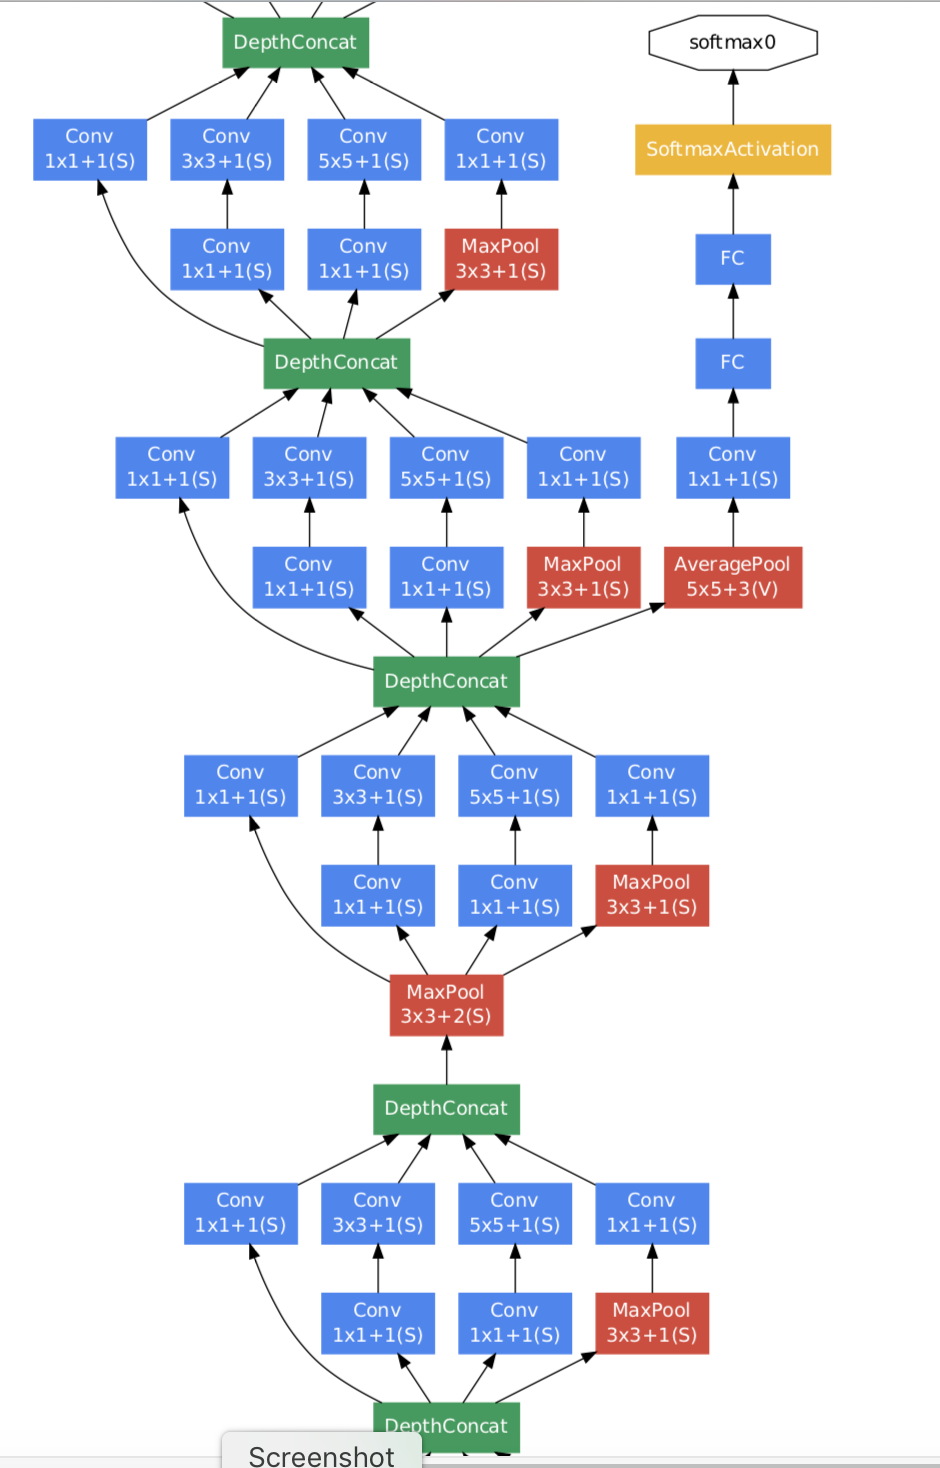 DepthConcat
softmax0
Conv
1x1+1(S)
Conv
3x3+1(S)
Conv
5x5+1(S)
Conv
1x1+1(S)
SoftmaxActivation
Conv
1x1+1(S)
Conv
1x1+1(S)
MaxPool
3x3+1(S)
FC
DepthConcat
FC
Conv
1x1+1(S)
Conv
3x3+1(S)
Conv
5x5+1(S)
Conv
1x1+1(S)
Conv
1x1+1(S)
Conv
1x1+1(S)
Conv
1x1+1(S)
MaxPool
3x3+1(S)
AveragePool
5x5+3(V)
DepthConcat
Conv
1x1+1(S)
Conv
3x3+1(S)
Conv
5x5+1(S)
Conv
1x1+1(S)
Conv
1x1+1(S)
Conv
1x1+1(S)
MaxPool
3x3+1(S)
MaxPool
3x3+2(S)
DepthConcat
Conv
1x1+1(S)
Conv
3x3+1(S)
Conv
5x5+1(S)
Conv
1x1+1(S)
Conv
1x1+1(S)
Conv
1x1+1(S)
MaxPool
3x3+1(S)
DepthConcat
Screenshot